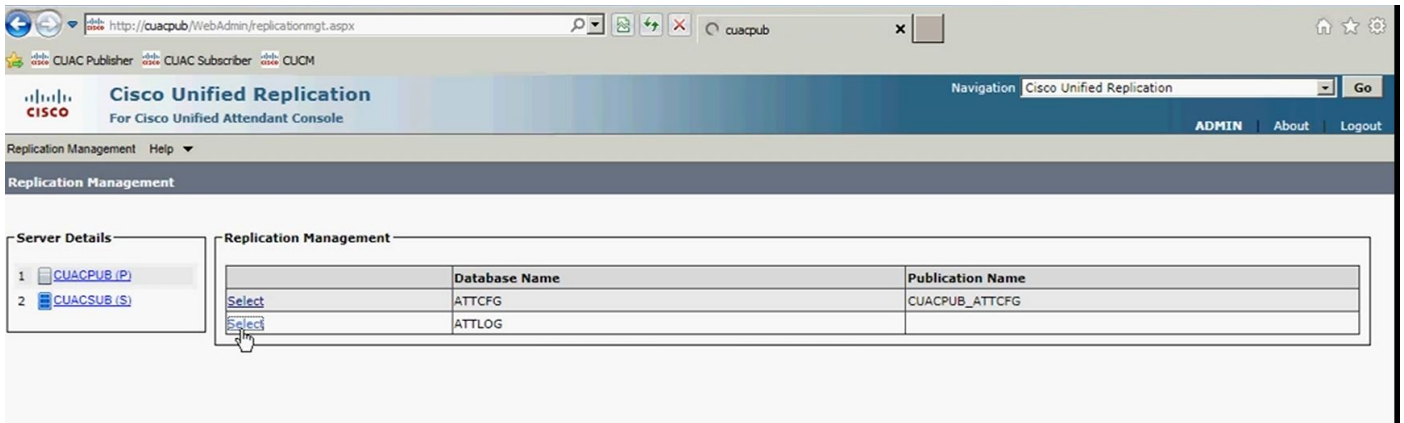 http://cuacpub/WebAdmin/replicationmgt.aspx
cuacpub
CUAC Publisher CUAC Subscriber CUCM
CISCO
Cisco Unified Replication
For Cisco Unified Attendant Console
Navigation Cisco Unified Replication Go
ADMIN | About | Logout
Replication Management Help
Replication Management
Server Details
1 CUACPUB (P)
2 CUACSUB (S)
Replication Management
Database Name Publication Name
Select ATTCFG CUACPUB_ATTCFG
Select ATTLOG